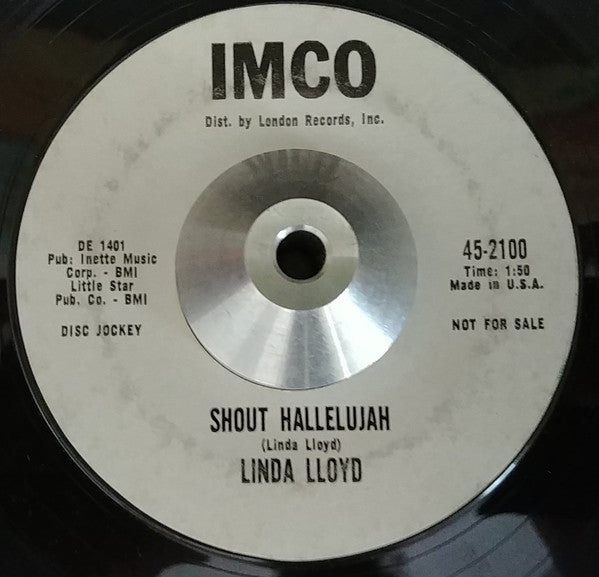 IMCO
Dist. by London Records, Inc.
DE 1401
Pub: Inette Music
Corp. - BMI
Little Star
Pub. Co. - BMI
DISC JOCKEY
45-2100
Time: 1:50
Made in U.S.A.
NOT FOR SALE
SHOUT HALLELUJAH
(Linda Lloyd)
LINDA LLOYD